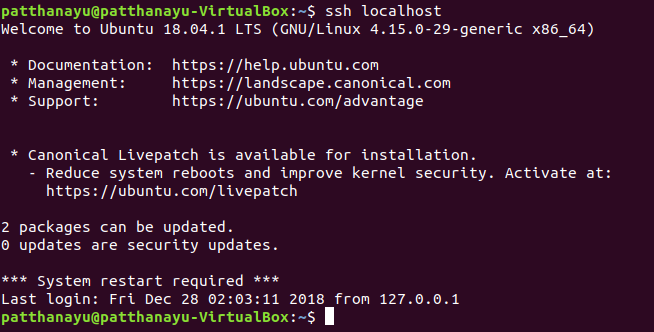 patthanayu@patthanayu-VirtualBox:~$ ssh localhost
Welcome to Ubuntu 18.04.1 LTS (GNU/Linux 4.15.0-29-generic x86_64)
* Documentation:  https://help.ubuntu.com
* Management:     https://landscape.canonical.com
* Support:        https://ubuntu.com/advantage
* Canonical Livepatch is available for installation.
- Reduce system reboots and improve kernel security. Activate at:
https://ubuntu.com/livepatch
2 packages can be updated.
0 updates are security updates.
*** System restart required ***
Last login: Fri Dec 28 02:03:11 2018 from 127.0.0.1
patthanayu@patthanayu-VirtualBox:~$